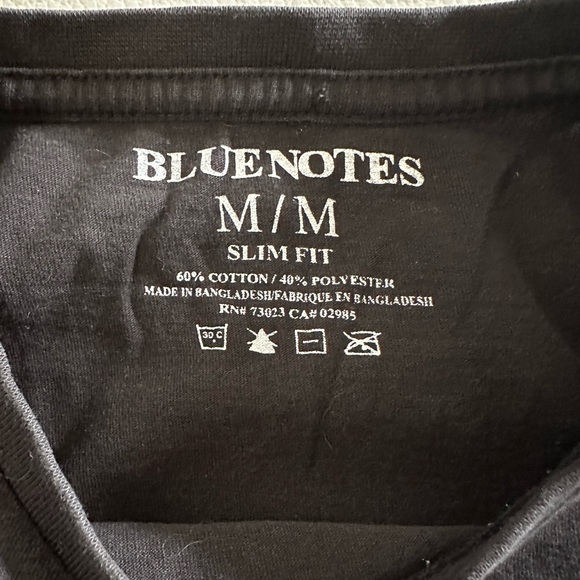 BLUENOTES
M/M
SLIM FIT
60% COTTON / 40% POLYESTER
MADE IN BANGLADESH/FABRIQUE EN BANGLADESH
RN# 73023 CA# 02985
30 C